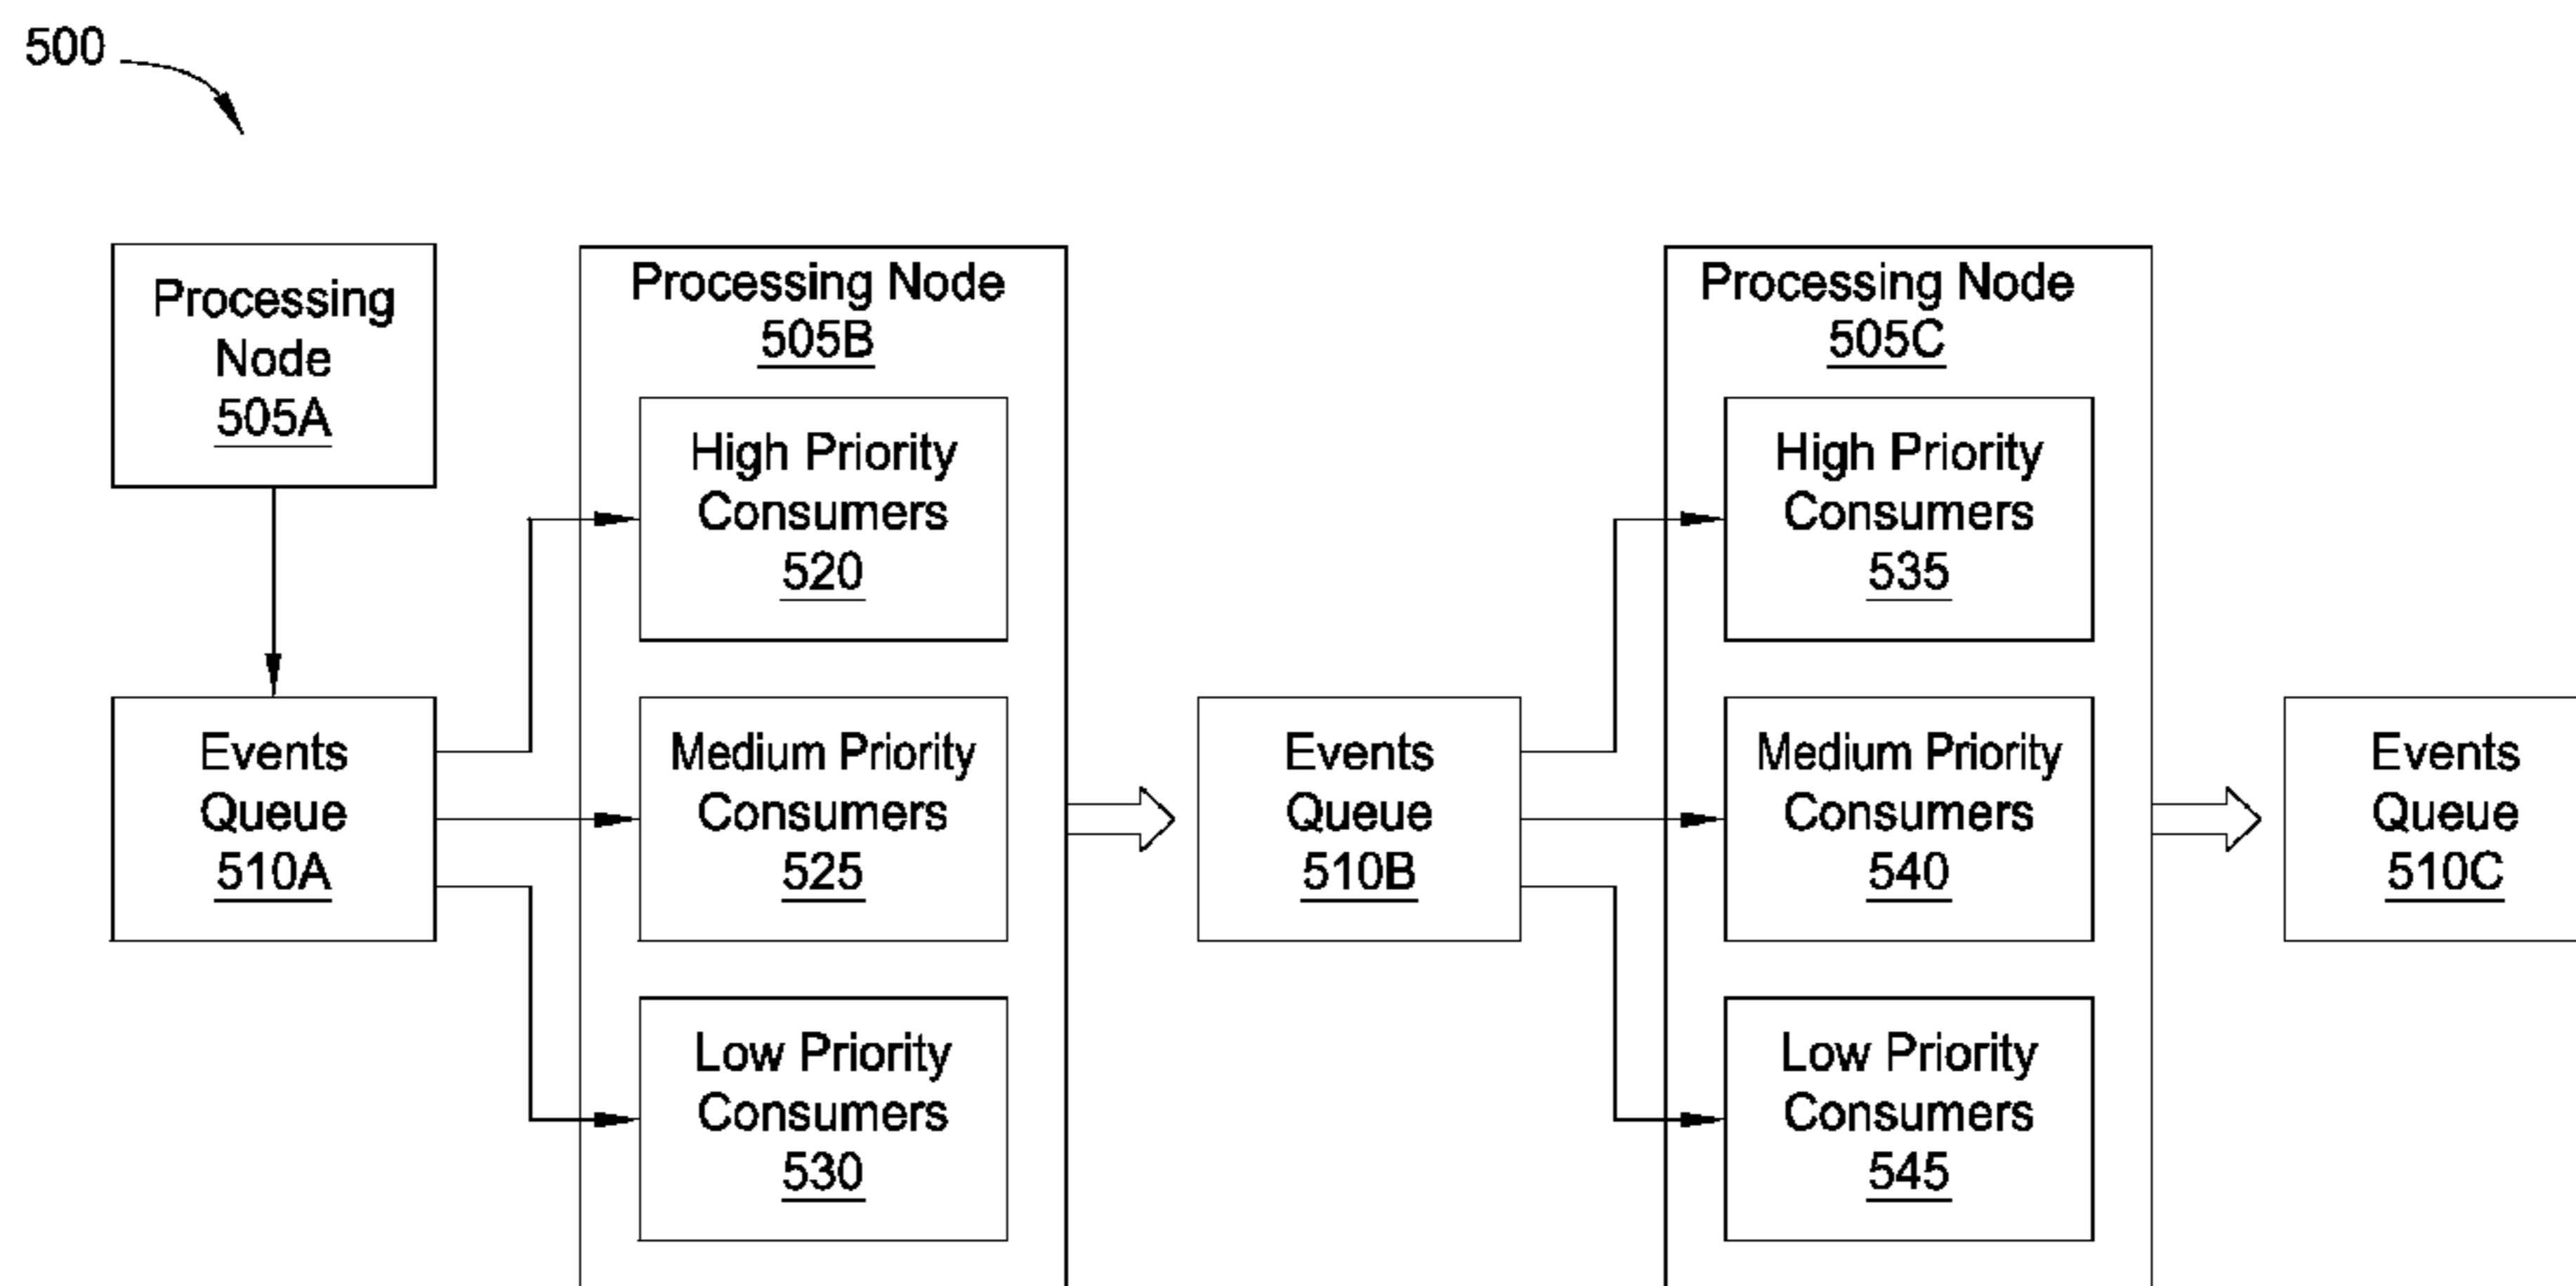 500
Processing
Node
505A
Events
Queue
510A
Processing Node
505B
High Priority
Consumers
520
Medium Priority
Consumers
525
Low Priority
Consumers
530
Events
Queue
510B
Processing Node
505C
High Priority
Consumers
535
Medium Priority
Consumers
540
Low Priority
Consumers
545
Events
Queue
510C